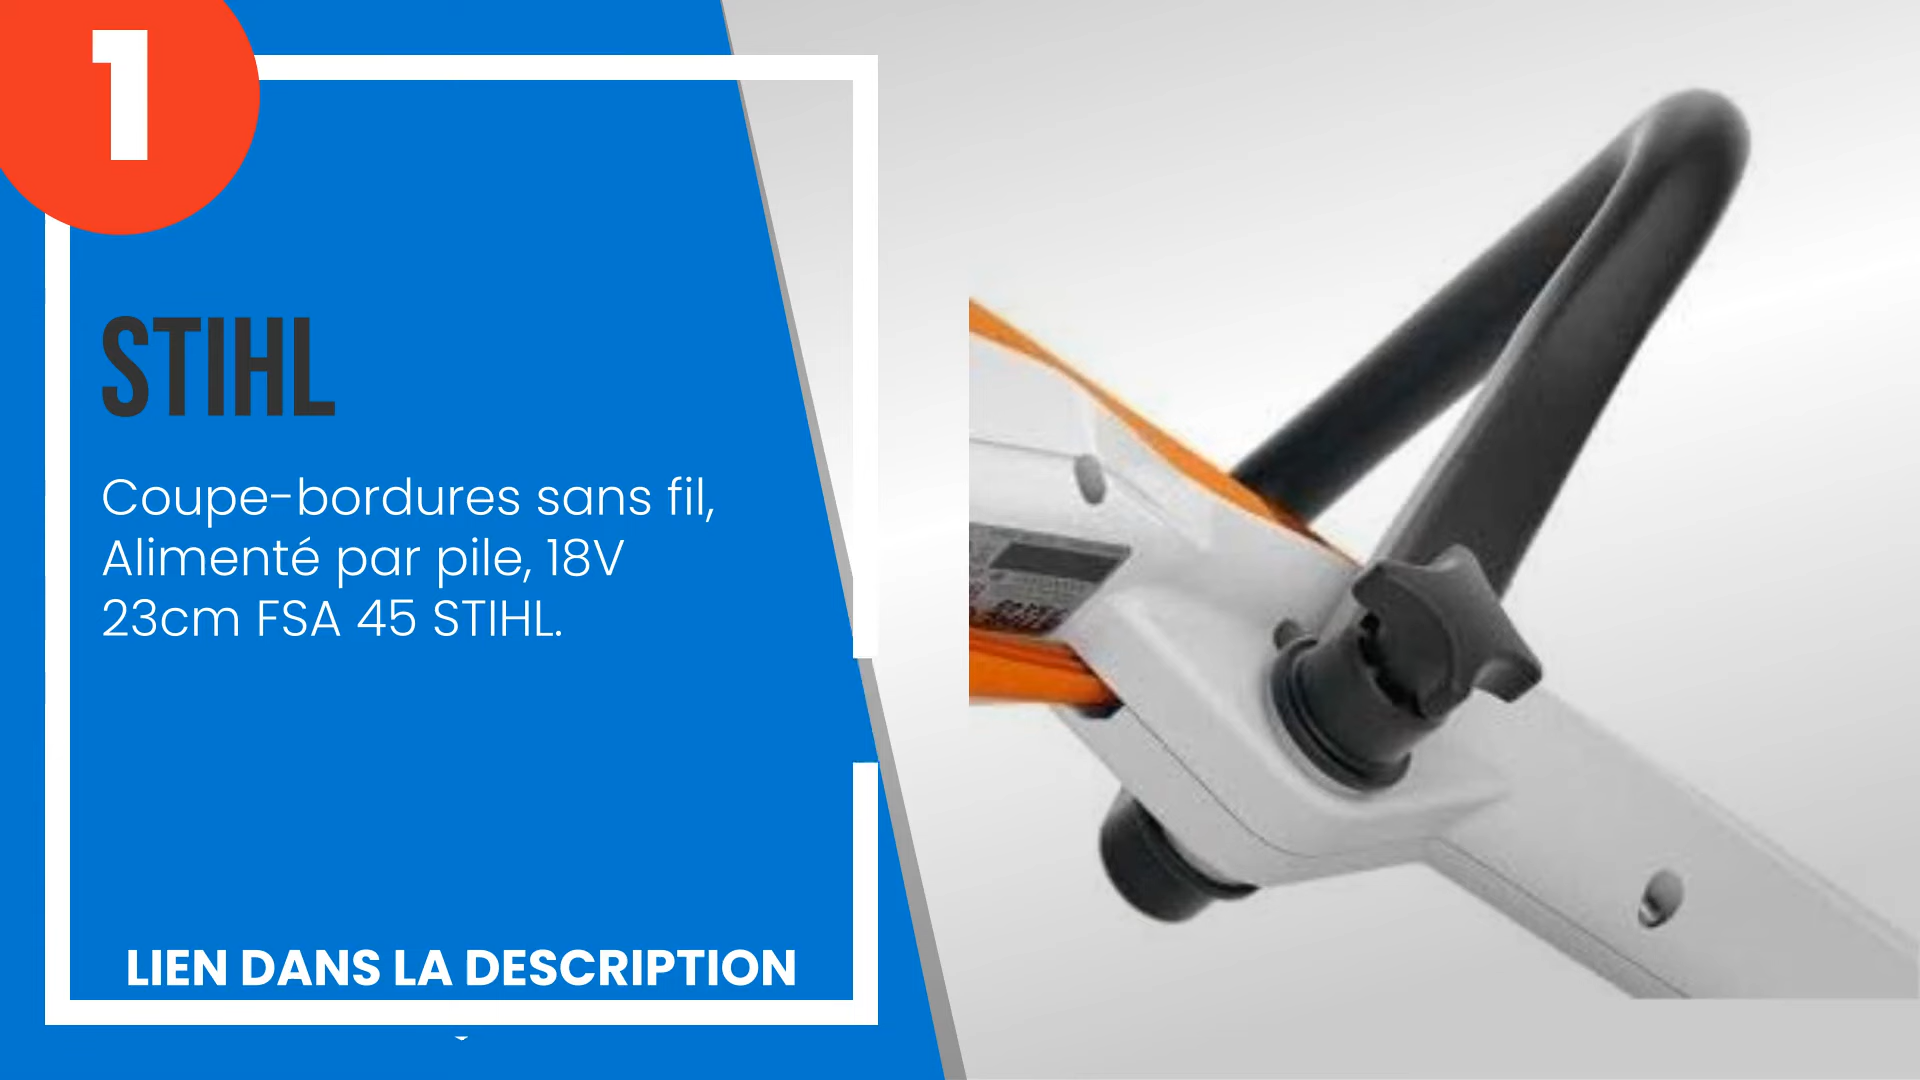 1
STIHL
Coupe-bordures sans fil,
Alimenté par pile, 18V
23cm FSA 45 STIHL.
LIEN DANS LA DESCRIPTION